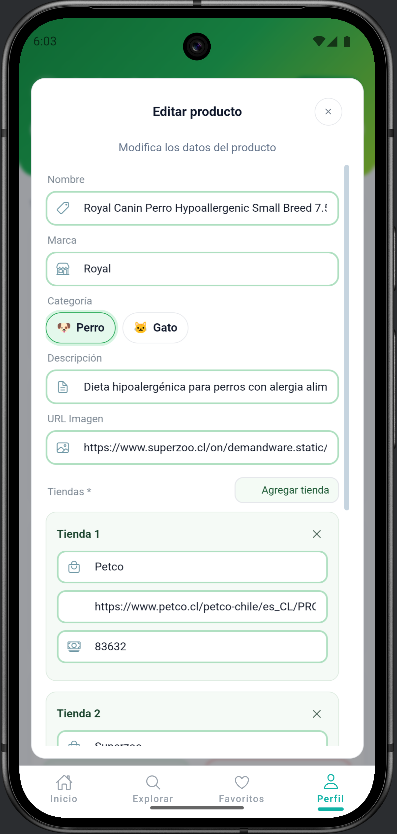 6:03
Editar producto
Modifica los datos del producto
Nombre
Royal Canin Perro Hypoallergenic Small Breed 7.5
Marca
Royal
Categoría
Perro Gato
Descripción
Dieta hipoalergénica para perros con alergia alim
URL Imagen
https://www.superzoo.cl/on/demandware.static/
Tiendas *
Agregar tienda
Tienda 1
Petco
https://www.petco.cl/petco-chile/es_CL/PRO
83632
Tienda 2
Superzoo
Inicio Explorar Favoritos Perfil